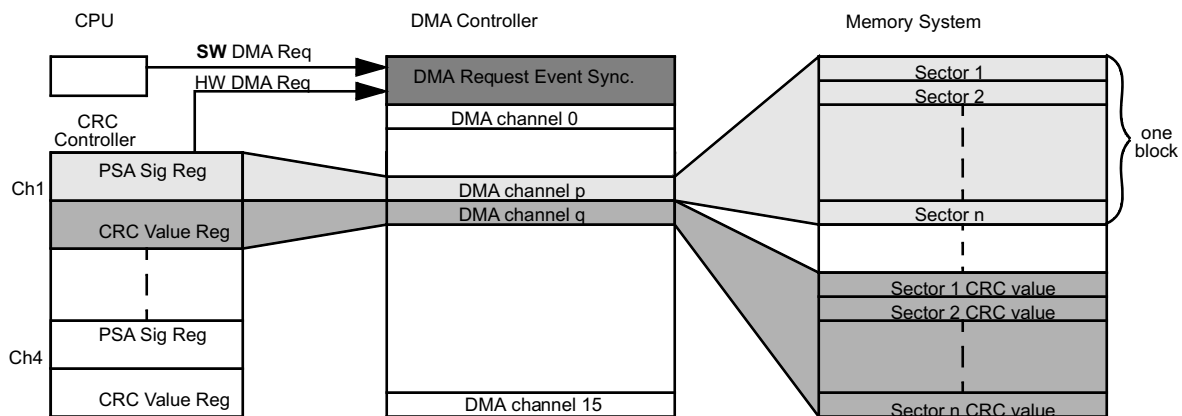 CPU
DMA Controller
Memory System
SW DMA Req
HW DMA Req
DMA Request Event Sync.
DMA channel 0
CRC
Controller
Ch1
PSA Sig Reg
CRC Value Reg
DMA channel p
DMA channel q
Sector 1
Sector 2
Sector n
one
block
Sector 1 CRC value
Sector 2 CRC value
Ch4
PSA Sig Reg
CRC Value Reg
DMA channel 15
Sector n CRC value